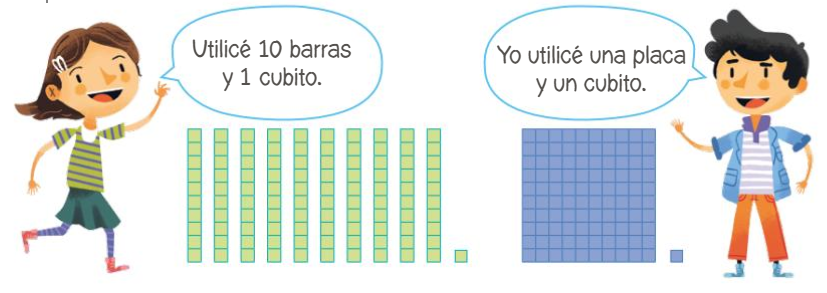 Utilicé 10 barras
y 1 cubito.
Yo utilicé una placa
y un cubito.